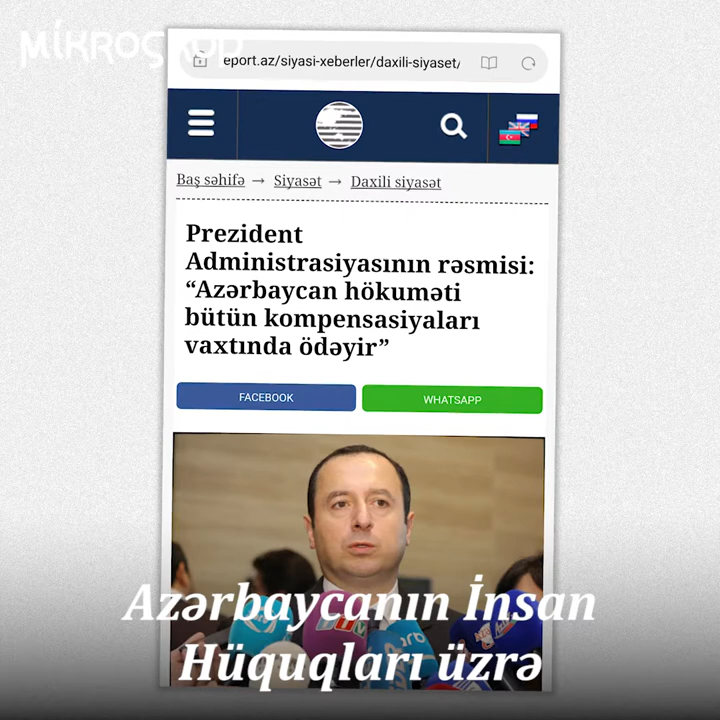 MİKROSKOP
eport.az/siyasi-xeberler/daxili-siyaset/
Baş səhifə → Siyasət → Daxili siyasət
Prezident
Administrasiyasının rəsmisi:
“Azərbaycan hökuməti
bütün kompensasiyaları
vaxtında ödəyir”
FACEBOOK
WHATSAPP
Azərbaycanın İnsan
Hüquqları üzrə